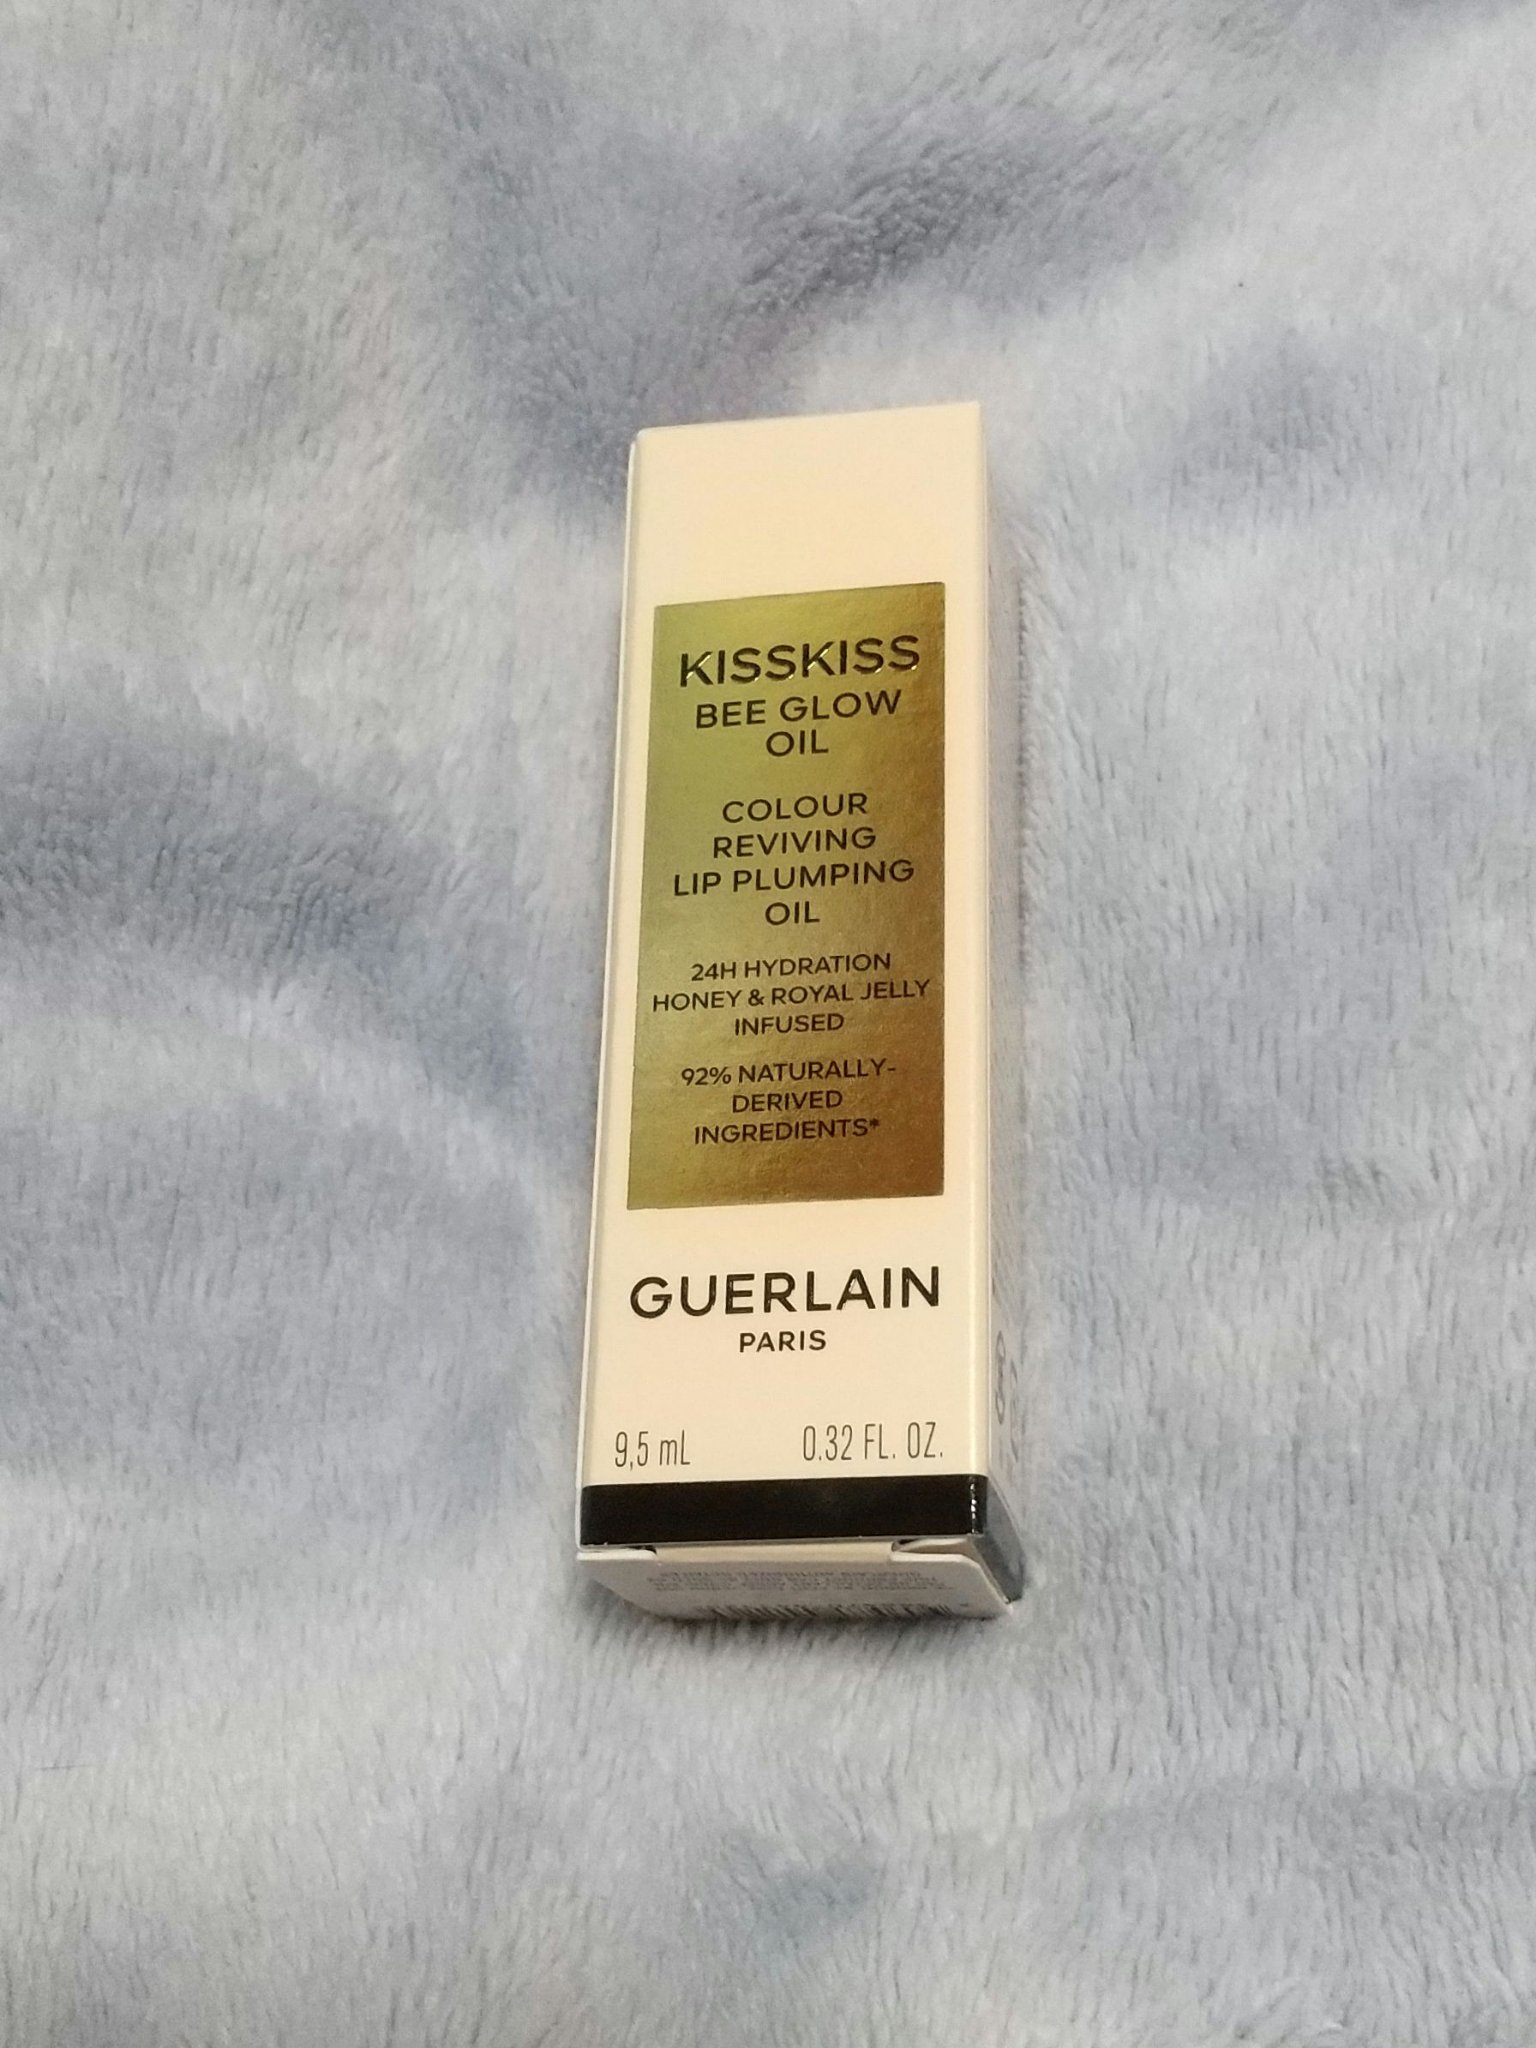 KISSKISS
BEE GLOW
OIL
COLOUR
REVIVING
LIP PLUMPING
OIL
24H HYDRATION
HONEY & ROYAL JELLY
INFUSED
92% NATURALLY-
DERIVED
INGREDIENTS*
GUERLAIN
PARIS
9,5 mL 0.32 FL. OZ.